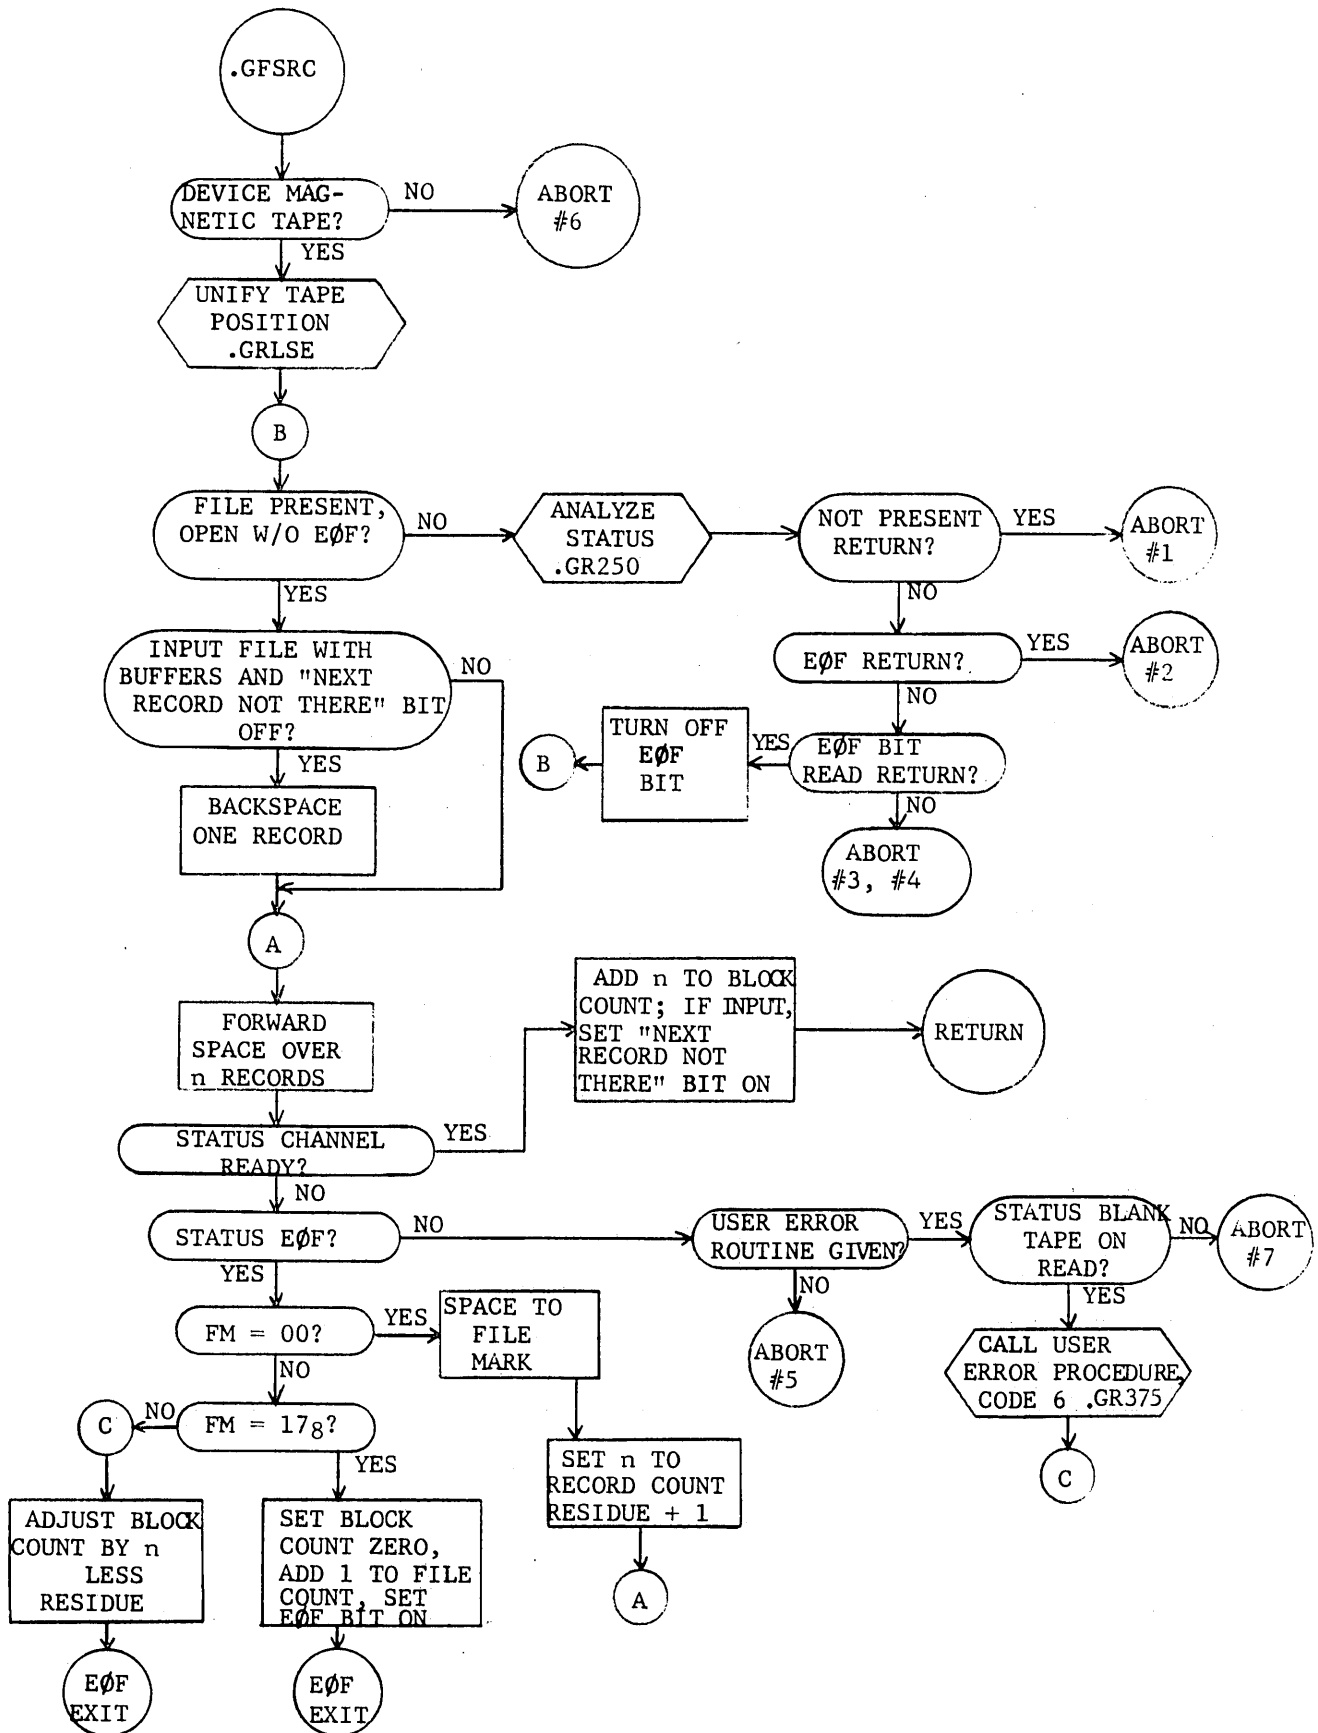 .GFSRC
DEVICE MAG-
NETIC TAPE?
NO
ABORT
#6
YES
UNIFY TAPE
POSITION
.GRLSE
B
FILE PRESENT,
OPEN W/O EØF?
NO
ANALYZE
STATUS
.GR250
NOT PRESENT
RETURN?
YES
ABORT
#1
YES
NO
INPUT FILE WITH
BUFFERS AND "NEXT
RECORD NOT THERE" BIT
OFF?
NO
EØF RETURN?
YES
ABORT
#2
NO
YES
BACKSPACE
ONE RECORD
B
TURN OFF
EØF
BIT
YES
EØF BIT
READ RETURN?
NO
ABORT
#3, #4
A
FORWARD
SPACE OVER
n RECORDS
ADD n TO BLOCK
COUNT; IF INPUT,
SET "NEXT
RECORD NOT
THERE" BIT ON
RETURN
STATUS CHANNEL
READY?
YES
NO
STATUS EØF?
NO
USER ERROR
ROUTINE GIVEN?
YES
STATUS BLANK
TAPE ON
READ?
NO
ABORT
#7
YES
NO
ABORT
#5
YES
CALL USER
ERROR PROCEDURE,
CODE 6 .GR375
C
FM = 00?
YES
SPACE TO
FILE
MARK
NO
C
NO
FM = 17₈?
YES
SET n TO
RECORD COUNT
RESIDUE + 1
A
ADJUST BLOCK
COUNT BY n
LESS
RESIDUE
SET BLOCK
COUNT ZERO,
ADD 1 TO FILE
COUNT, SET
EØF BIT ON
EØF
EXIT
EØF
EXIT